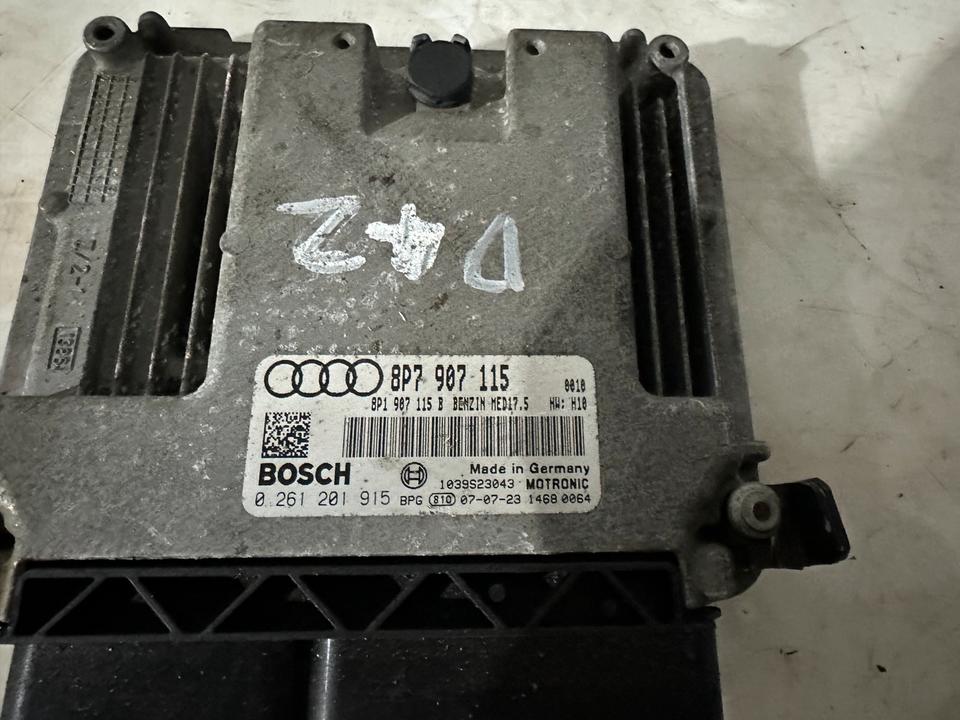 D42
8P7 907 115
0010
8P1 907 115 B BENZIN MED17.5 HW: H10
BOSCH
Made in Germany
1039S23043 MOTRONIC
0 261 201 915 BPG 810 07-07-23 1468 0064